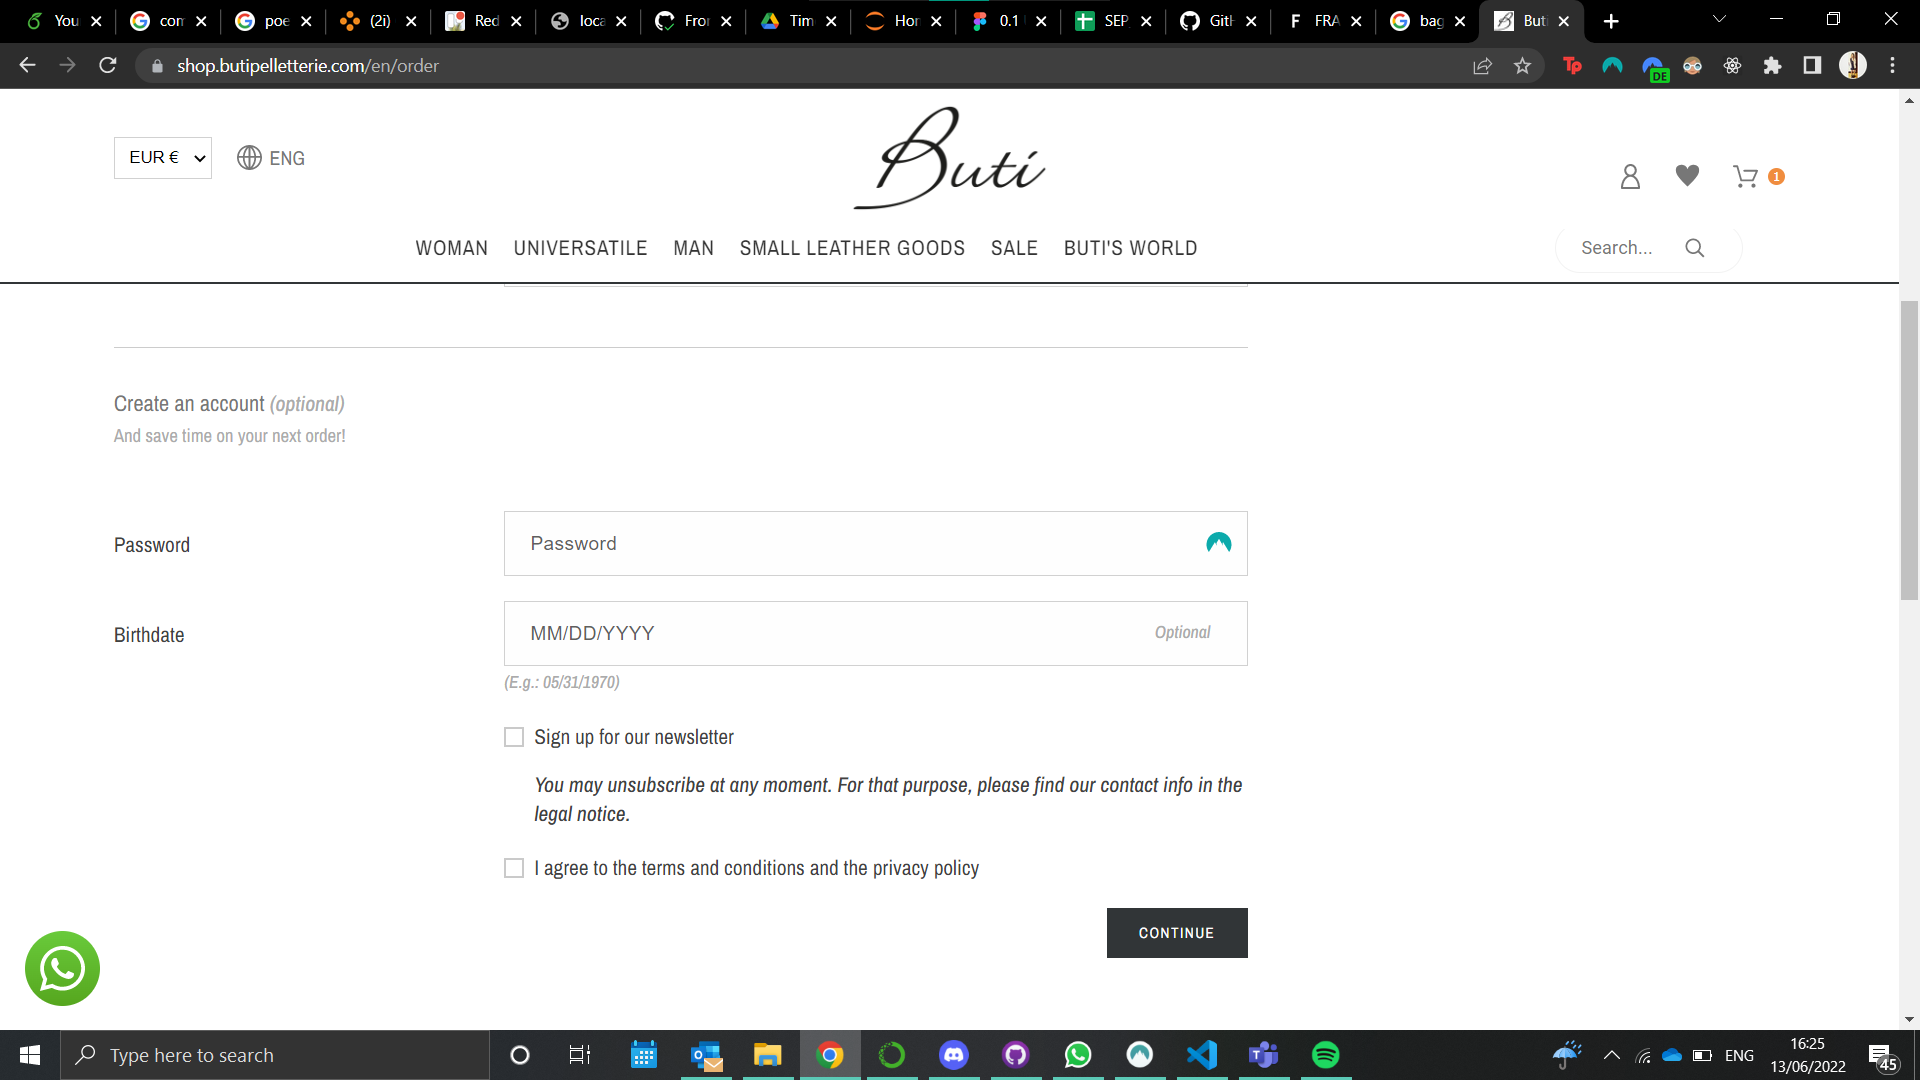 You
con
poe
(2i)
Red
loca
Fror
Tim
Hor
0.1
SEP
Gith
FRA
bag
But
shop.butipelletterie.com/en/order
Tp
DE
EUR €
ENG
Buti
1
WOMAN UNIVERSATILE MAN SMALL LEATHER GOODS SALE BUTI'S WORLD
Search...
Create an account (optional)
And save time on your next order!
Password
Password
Birthdate
MM/DD/YYYY
Optional
(E.g.: 05/31/1970)
Sign up for our newsletter
You may unsubscribe at any moment. For that purpose, please find our contact info in the
legal notice.
I agree to the terms and conditions and the privacy policy
CONTINUE
Type here to search
ENG
16:25
13/06/2022
45